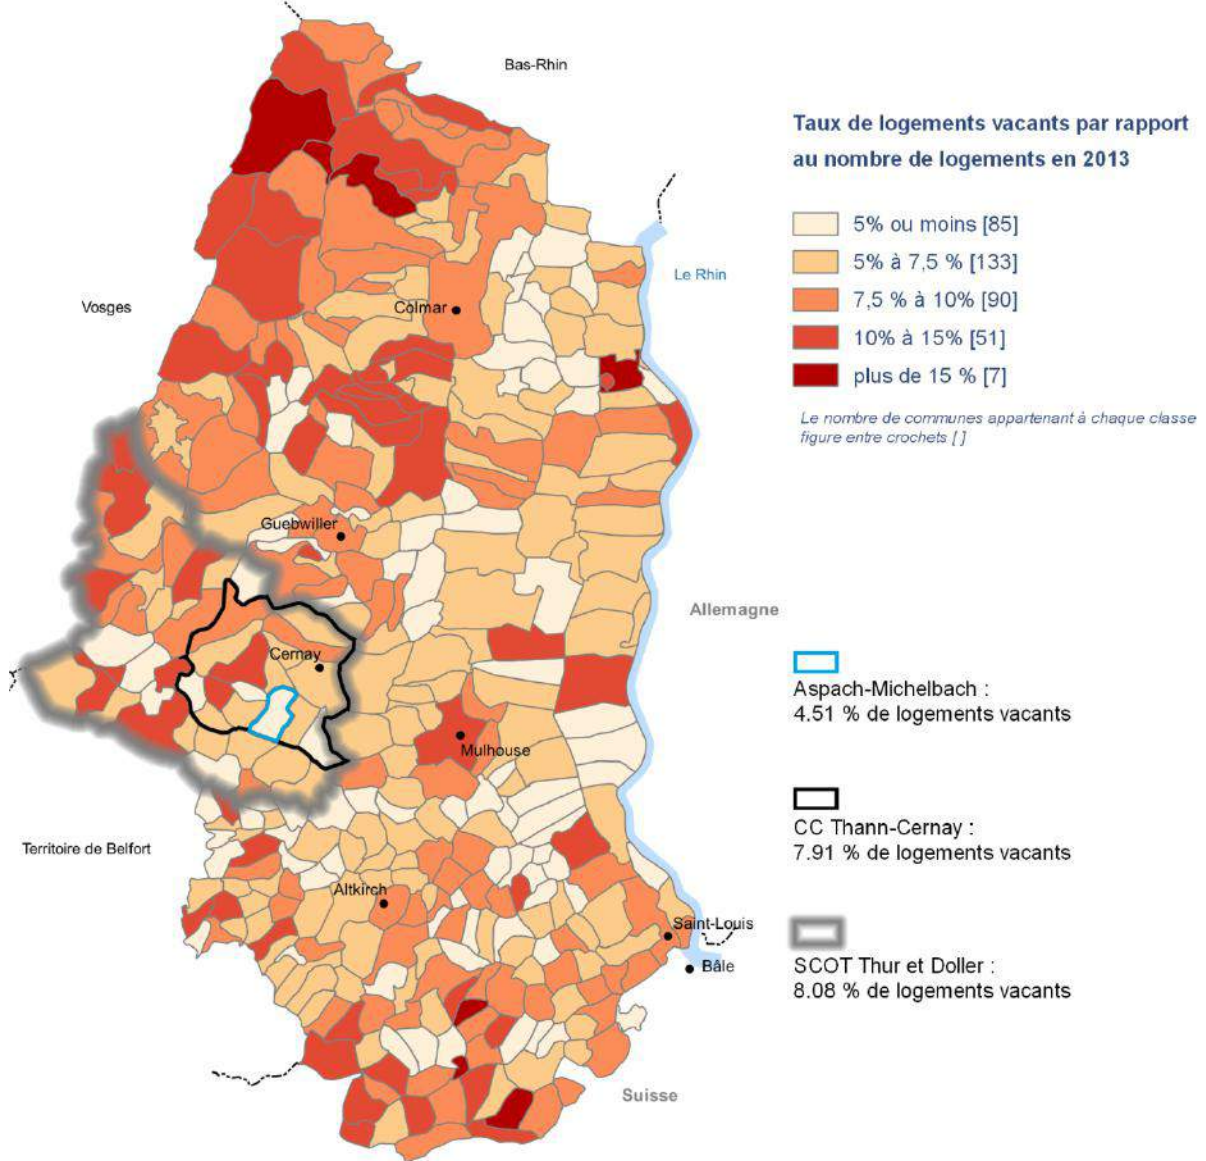 Bas-Rhin
Le Rhin
Vosges
Colmar
Guebwiller
Allemagne
Cernay
Mulhouse
Territoire de Belfort
Altkirch
Saint-Louis
Bâle
Suisse
Taux de logements vacants par rapport
au nombre de logements en 2013
5% ou moins [85]
5% à 7,5 % [133]
7,5 % à 10% [90]
10% à 15% [51]
plus de 15 % [7]
Le nombre de communes appartenant à chaque classe
figure entre crochets [ ]
Aspach-Michelbach :
4.51 % de logements vacants
CC Thann-Cernay :
7.91 % de logements vacants
SCOT Thur et Doller :
8.08 % de logements vacants